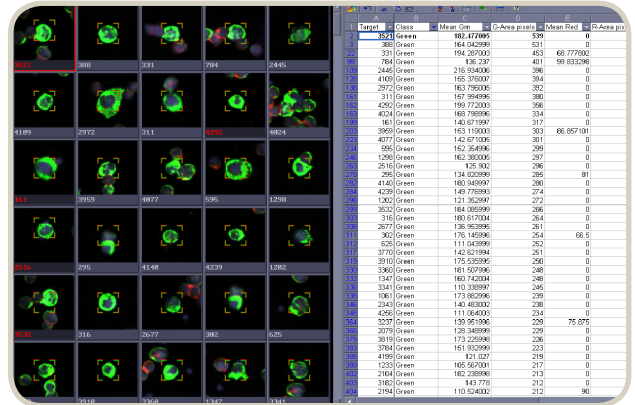 3521 388 331 784 2445
4109 2972 311 4292 4024
161 3959 4077 595 1298
2516 295 4140 4239 1202
3532 316 2677 302 625
3910 3360 1347 3341
A B C D E
Target Class Mean Grn G-Area pixels Mean Red R-Area pix
3521 Green 182.477005 539 0
388 Green 164.042999 531 0
331 Green 194.287003 453 68.777802
784 Green 136.237 401 99.833298
2445 Green 216.934006 396 0
4109 Green 155.376007 394 0
2972 Green 163.796005 392 0
311 Green 157.994995 380 0
4292 Green 199.772003 356 0
4024 Green 168.798996 334 0
161 Green 140.671997 317 0
3959 Green 153.119003 303 86.857101
4077 Green 142.671005 301 0
595 Green 152.354996 299 0
1298 Green 162.380005 297 0
2516 Green 125.902 296 0
295 Green 134.820999 285 81
4140 Green 180.949997 280 0
4239 Green 149.776993 274 0
1202 Green 121.352997 272 0
3532 Green 184.085999 266 0
316 Green 180.617004 264 0
2677 Green 136.953995 261 0
302 Green 176.145996 254 66.5
625 Green 111.043999 252 0
3770 Green 142.621994 251 0
3910 Green 175.535995 250 0
3360 Green 181.507996 248 0
1347 Green 160.742004 248 0
3341 Green 110.338997 245 0
1061 Green 173.882996 239 0
2343 Green 140.483002 238 0
4256 Green 111.064003 234 0
3237 Green 139.951996 229 75.875
2079 Green 128.348999 229 0
3819 Green 173.225998 226 0
3784 Green 151.932999 223 0
4199 Green 121.027 219 0
1233 Green 105.567001 217 0
2104 Green 182.238998 213 0
3182 Green 143.778 212 0
2194 Green 110.524002 212 90